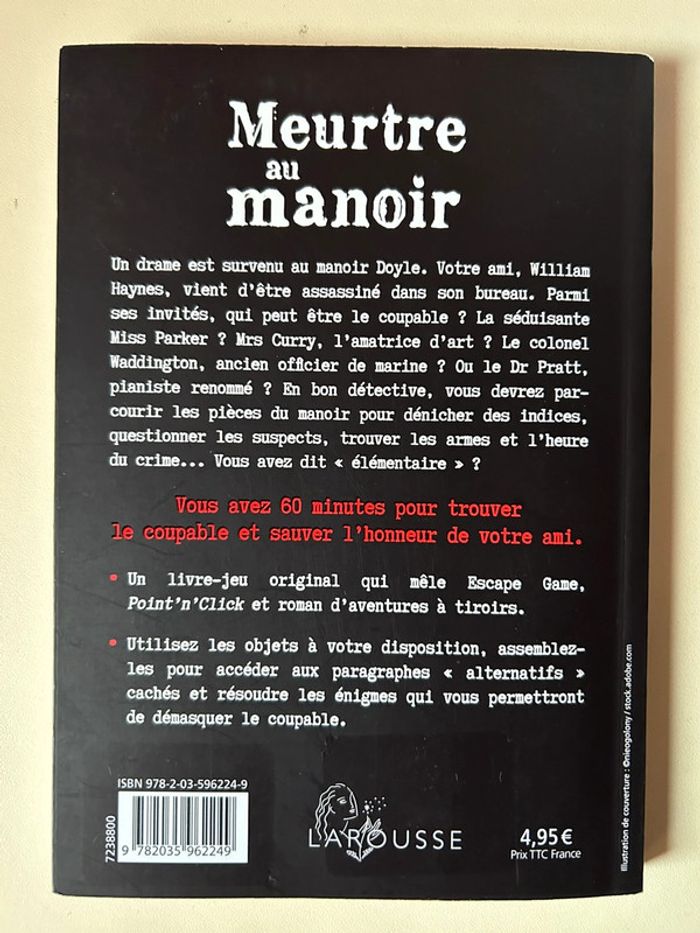 Meurtre
au
manoir
Un drame est survenu au manoir Doyle. Votre ami, William
Haynes, vient d'être assassiné dans son bureau. Parmi
ses invités, qui peut être le coupable ? La séduisante
Miss Parker ? Mrs Curry, l'amatrice d'art ? Le colonel
Waddington, ancien officier de marine ? Ou le Dr Pratt,
pianiste renommé ? En bon détective, vous devrez par-
courir les pièces du manoir pour dénicher des indices,
questionner les suspects, trouver les armes et l'heure
du crime... Vous avez dit « élémentaire » ?
Vous avez 60 minutes pour trouver
le coupable et sauver l'honneur de votre ami.
• Un livre-jeu original qui mêle Escape Game,
Point'n'Click et roman d'aventures à tiroirs.
• Utilisez les objets à votre disposition, assemblez-
les pour accéder aux paragraphes « alternatifs »
cachés et résoudre les énigmes qui vous permettront
de démasquer le coupable.
ISBN 978-2-03-596224-9
7238800
9 782035 962249
LAROUSSE
4,95 €
Prix TTC France
Illustration de couverture : ©nieogolony / stock.adobe.com